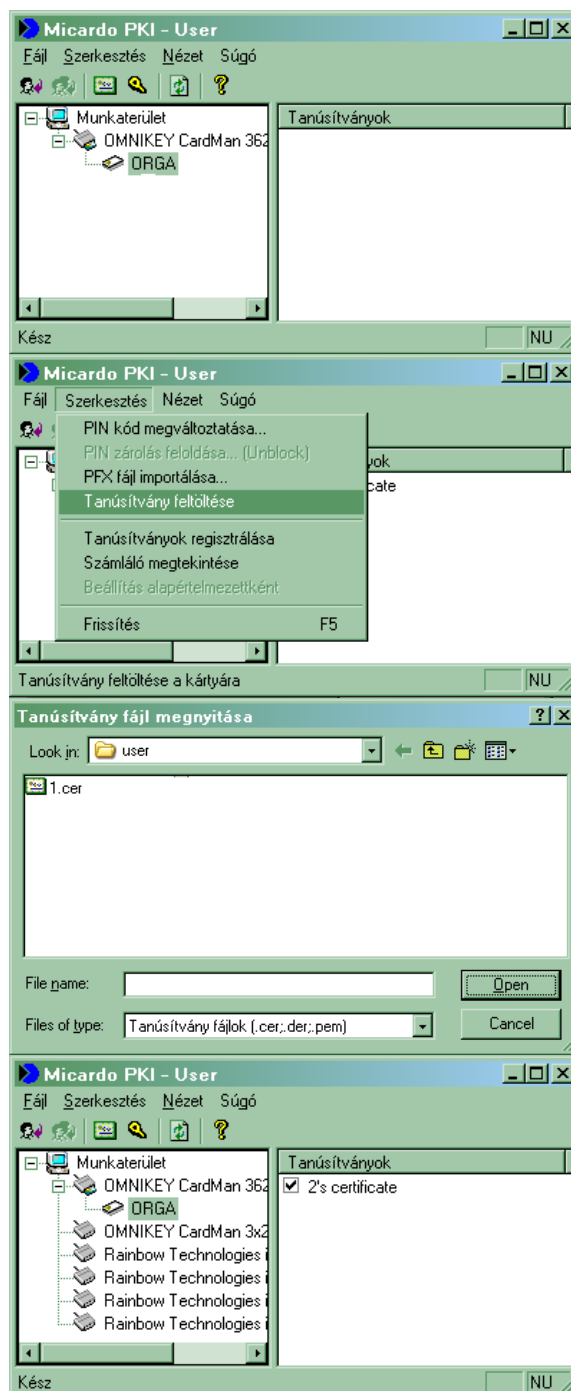 Micardo PKI - User
Fájl Szerkesztés Nézet Súgó
Munkaterület
OMNIKEY CardMan 362
ORGA
Tanúsítványok
Kész
NU
Micardo PKI - User
Fájl Szerkesztés Nézet Súgó
PIN kód megváltoztatása...
PIN zárolás feloldása... (Unblock)
PFX fájl importálása...
Tanúsítvány feltöltése
Tanúsítványok regisztrálása
Számláló megtekintése
Beállítás alapértelmezettként
Frissítés F5
yok
cate
Tanúsítvány feltöltése a kártyára
NU
Tanúsítvány fájl megnyitása
Look in: user
1.cer
File name:
Open
Files of type: Tanúsítvány fájlok (.cer;.der;.pem)
Cancel
Micardo PKI - User
Fájl Szerkesztés Nézet Súgó
Munkaterület
OMNIKEY CardMan 362
ORGA
OMNIKEY CardMan 3x2
Rainbow Technologies i
Rainbow Technologies i
Rainbow Technologies i
Rainbow Technologies i
Tanúsítványok
2's certificate
Kész
NU